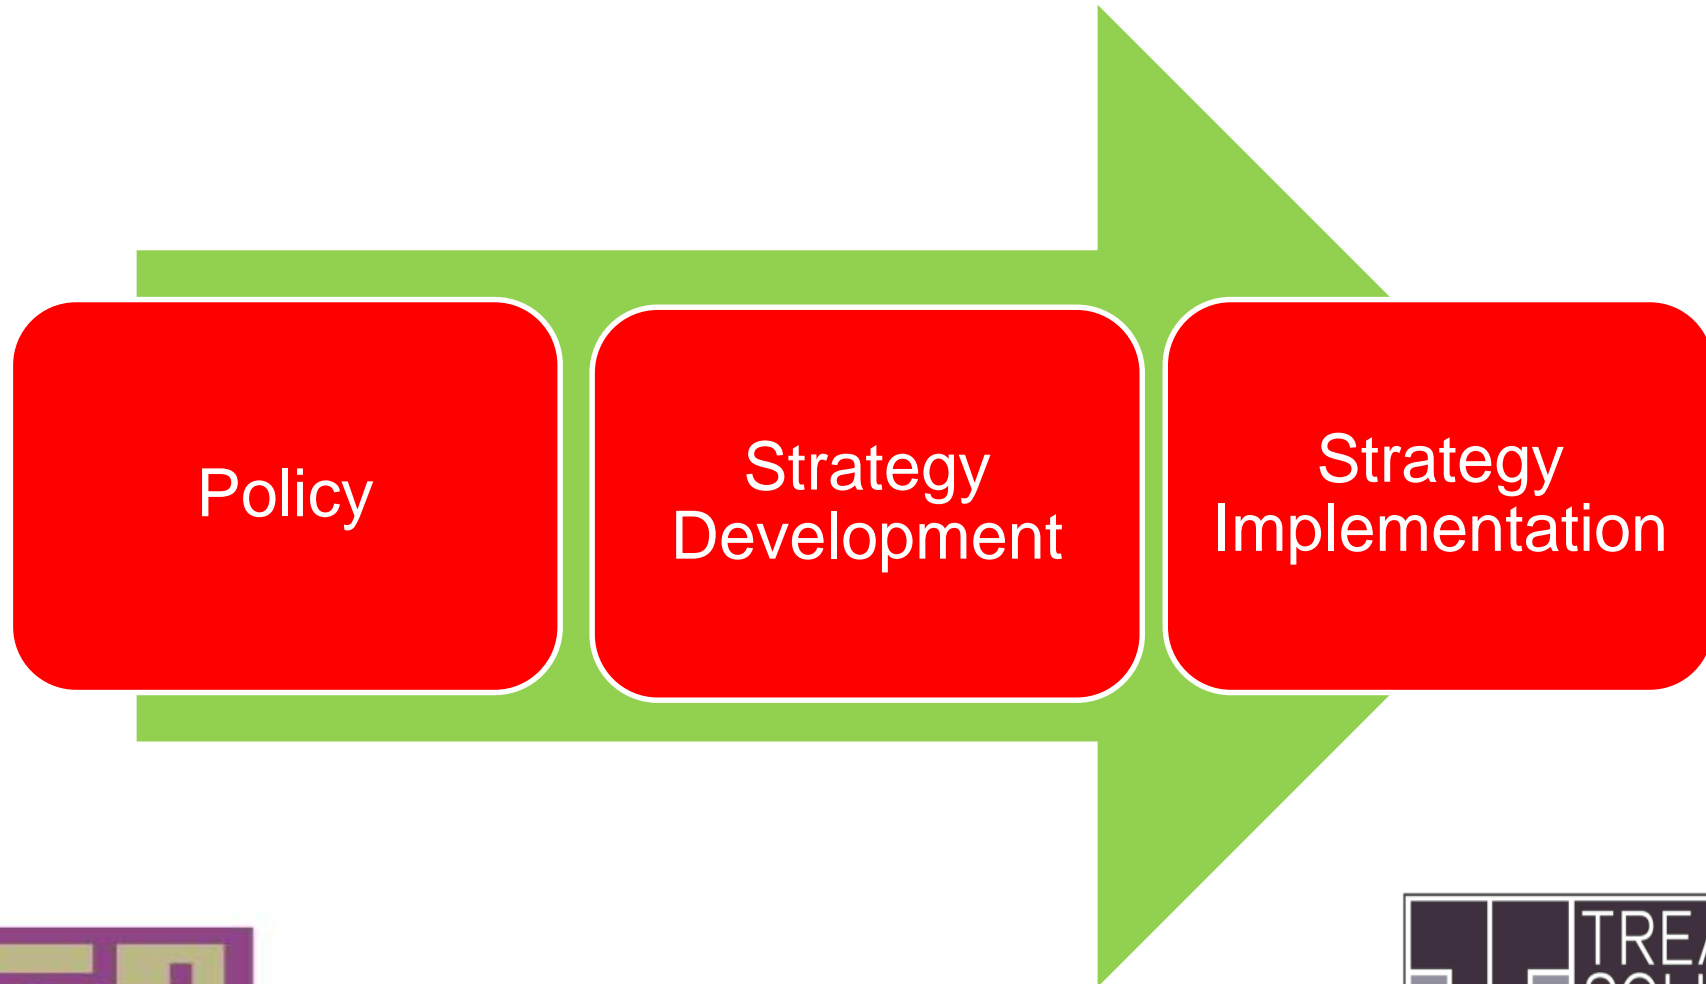 Policy
Strategy
Development
Strategy
Implementation